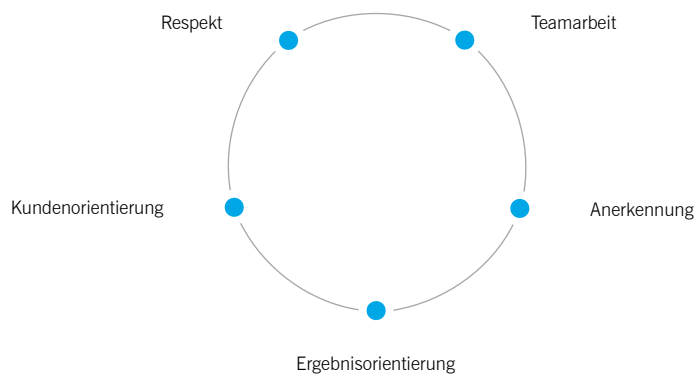 Respekt
Teamarbeit
Kundenorientierung
Anerkennung
Ergebnisorientierung